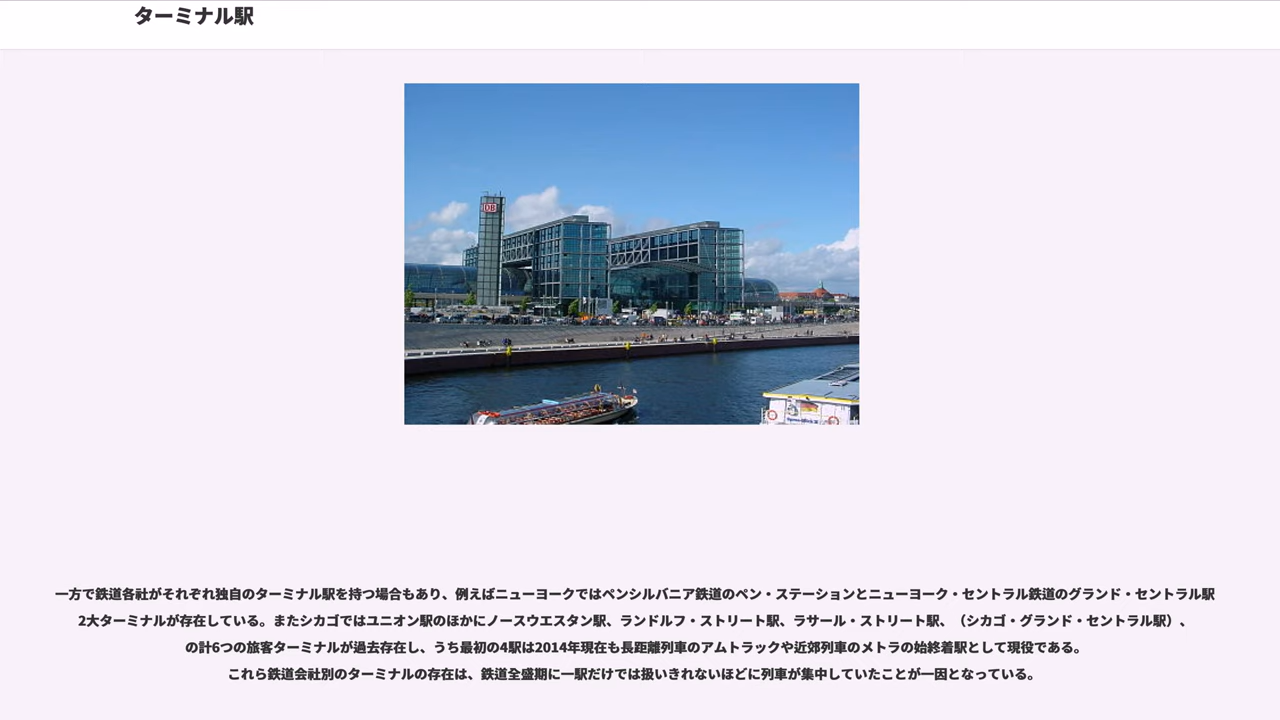 ターミナル駅
DB
一方で鉄道各社がそれぞれ独自のターミナル駅を持つ場合もあり、例えばニューヨークではペンシルバニア鉄道のペン・ステーションとニューヨーク・セントラル鉄道のグランド・セントラル駅
2大ターミナルが存在している。またシカゴではユニオン駅のほかにノースウエスタン駅、ランドルフ・ストリート駅、ラサール・ストリート駅、（シカゴ・グランド・セントラル駅）、
の計6つの旅客ターミナルが過去存在し、うち最初の4駅は2014年現在も長距離列車のアムトラックや近郊列車のメトラの始終着駅として現役である。
これら鉄道会社別のターミナルの存在は、鉄道全盛期に一駅だけでは扱いきれないほどに列車が集中していたことが一因となっている。